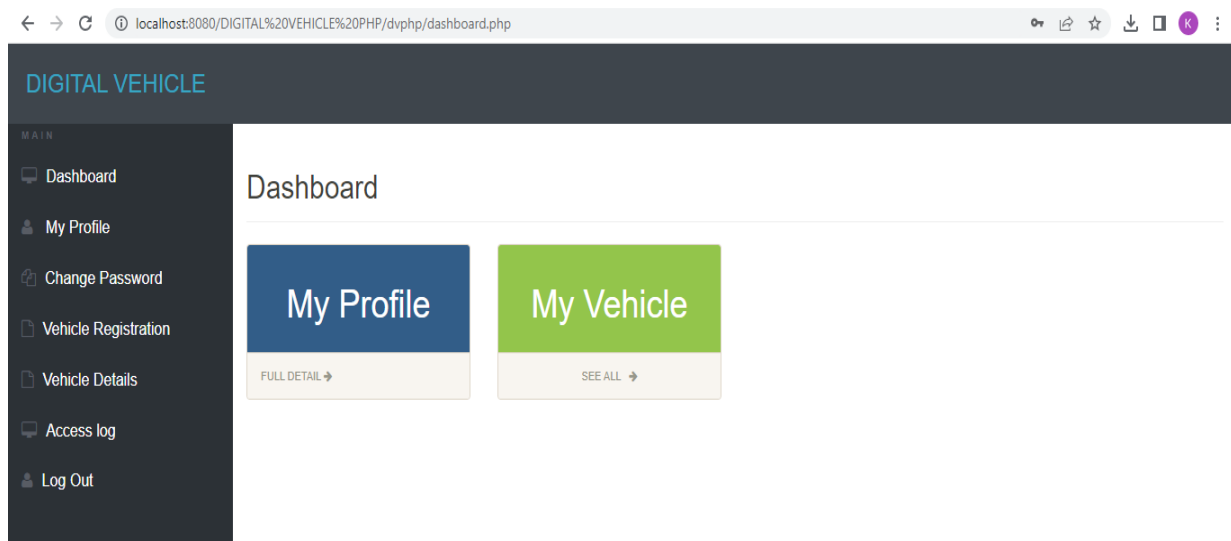 localhost:8080/DIGITAL%20VEHICLE%20PHP/dvphp/dashboard.php
K
DIGITAL VEHICLE
MAIN
Dashboard
My Profile
Change Password
Vehicle Registration
Vehicle Details
Access log
Log Out
Dashboard
My Profile
FULL DETAIL
My Vehicle
SEE ALL